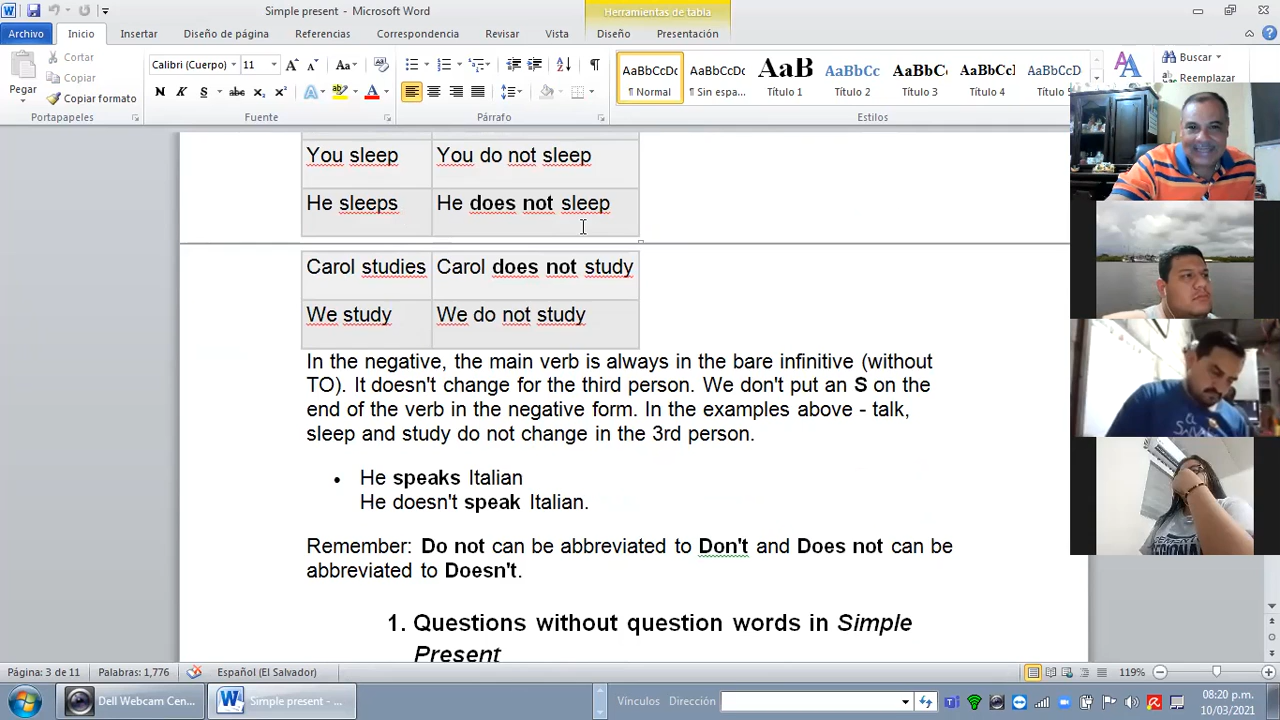 Simple present - Microsoft Word
Herramientas de tabla
Archivo Inicio Insertar Diseño de página Referencias Correspondencia Revisar Vista Diseño Presentación
Pegar
Cortar
Copiar
Copiar formato
Portapapeles
Calibri (Cuerpo) 11
Fuente
Párrafo
AaBbCcDc AaBbCcDc AaB AaBbCc AaBbCc AaBbCc AaBbCcDc
¶ Normal ¶ Sin espa... Título 1 Título 2 Título 3 Título 4
Estilos
Buscar
Reemplazar
You sleep You do not sleep
He sleeps He does not sleep
Carol studies Carol does not study
We study We do not study
In the negative, the main verb is always in the bare infinitive (without
TO). It doesn't change for the third person. We don't put an S on the
end of the verb in the negative form. In the examples above - talk,
sleep and study do not change in the 3rd person.
• He speaks Italian
He doesn't speak Italian.
Remember: Do not can be abbreviated to Don't and Does not can be
abbreviated to Doesn't.
1. Questions without question words in Simple
Present
Página: 3 de 11 Palabras: 1,776 Español (El Salvador) 119%
Dell Webcam Cen... Simple present - ... Vínculos Dirección
08:20 p.m.
10/03/2021